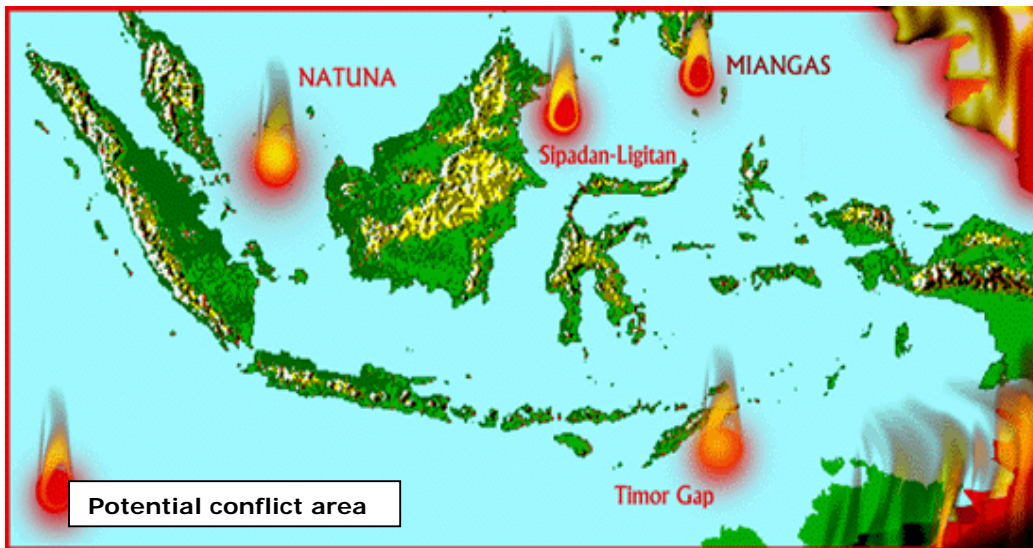 NATUNA
MIANGAS
Sipadan-Ligitan
Timor Gap
Potential conflict area